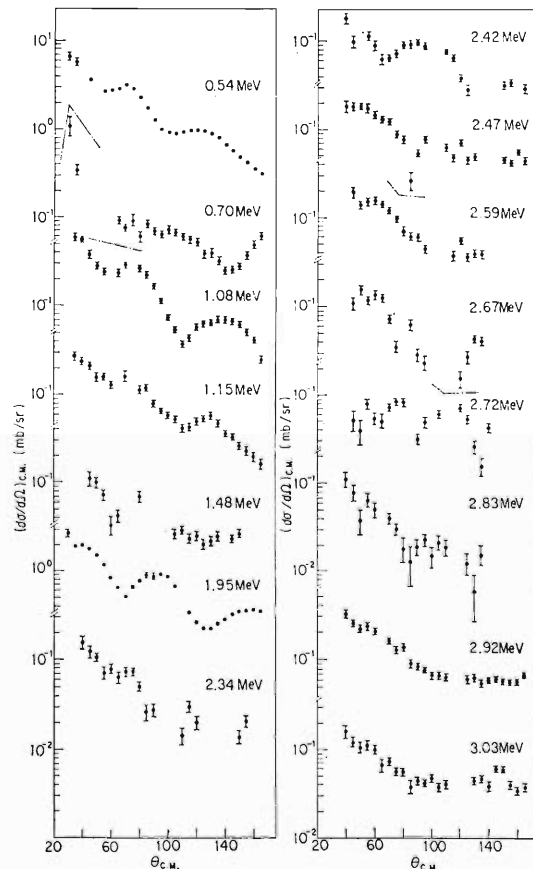 10¹
10⁰
10⁻¹
10⁻¹
10⁻¹
10⁻¹
10⁰
10⁻¹
10⁻²
(dσ/dΩ)C.M. (mb/sr)
0.54 MeV
0.70 MeV
1.08 MeV
1.15 MeV
1.48 MeV
1.95 MeV
2.34 MeV
20 60 100 140
θC.M.
10⁻¹
10⁻¹
10⁻¹
10⁻¹
10⁻¹
10⁻²
10⁻¹
10⁻¹
10⁻²
(dσ/dΩ)C.M. (mb/sr)
2.42 MeV
2.47 MeV
2.59 MeV
2.67 MeV
2.72 MeV
2.83 MeV
2.92 MeV
3.03 MeV
20 60 100 140
θC.M.